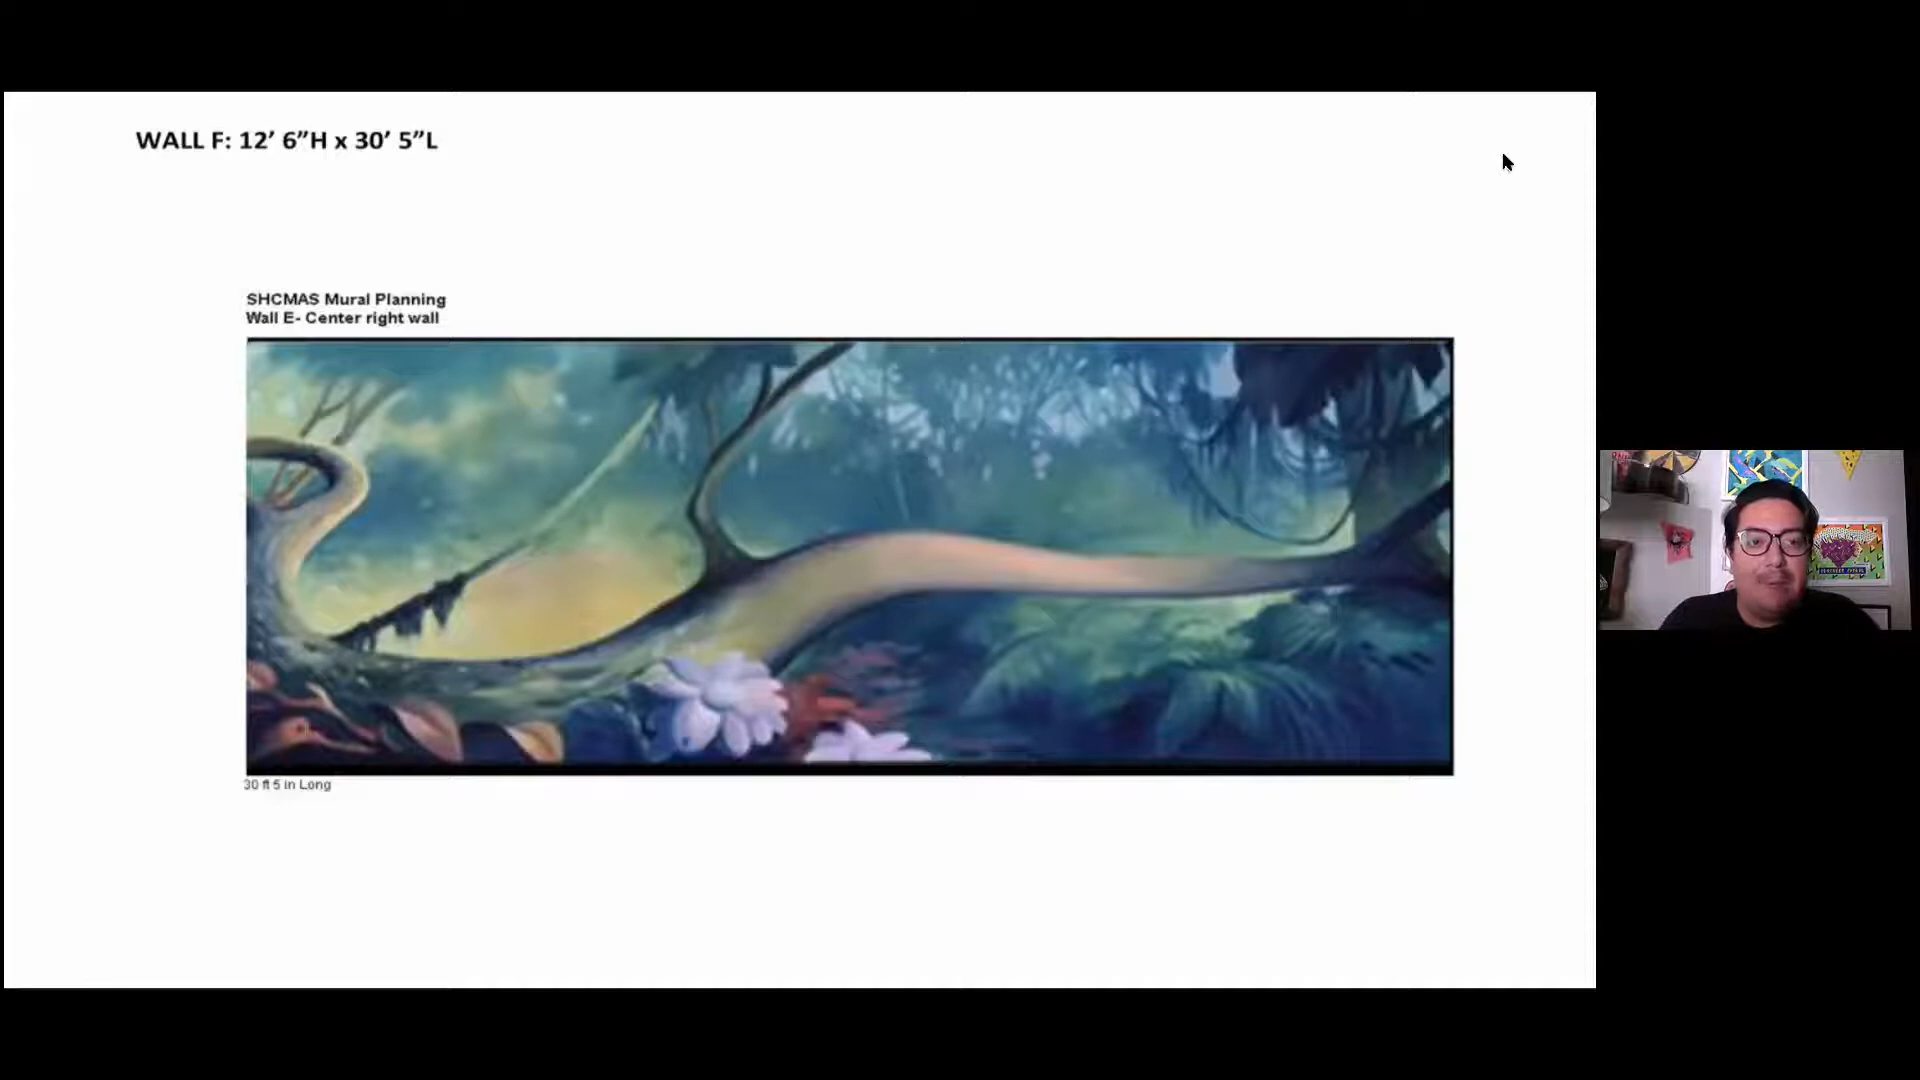 WALL F: 12’ 6”H x 30’ 5”L
SHCMAS Mural Planning
Wall E- Center right wall
30 ft 5 in Long